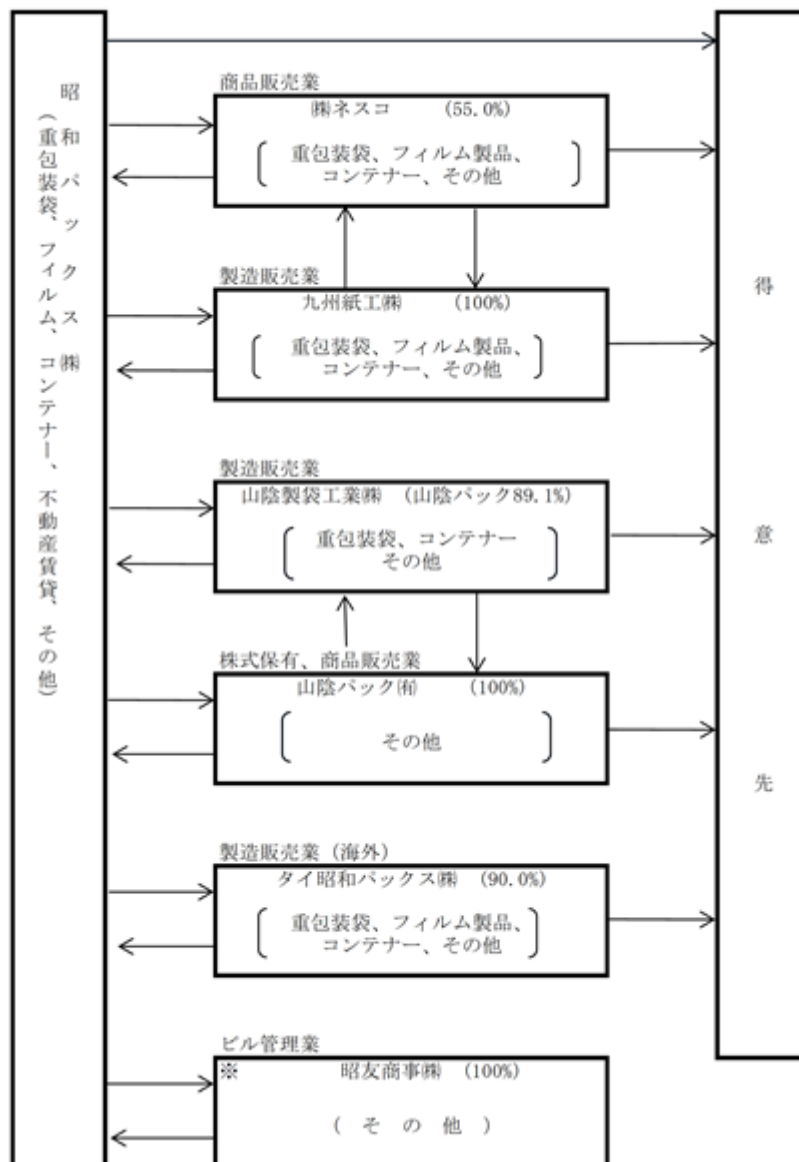 昭和パックス㈱
(重包装袋、フィルム、コンテナー、不動産賃貸、その他)
商品販売業
㈱ネスコ (55.0%)
重包装袋、フィルム製品、
コンテナー、その他
製造販売業
九州紙工㈱ (100%)
重包装袋、フィルム製品、
コンテナー、その他
製造販売業
山陰製袋工業㈱ (山陰パック89.1%)
重包装袋、コンテナー
その他
株式保有、商品販売業
山陰パック㈲ (100%)
その他
製造販売業(海外)
タイ昭和パックス㈱ (90.0%)
重包装袋、フィルム製品、
コンテナー、その他
ビル管理業
※ 昭友商事㈱ (100%)
( そ の 他 )
得意先